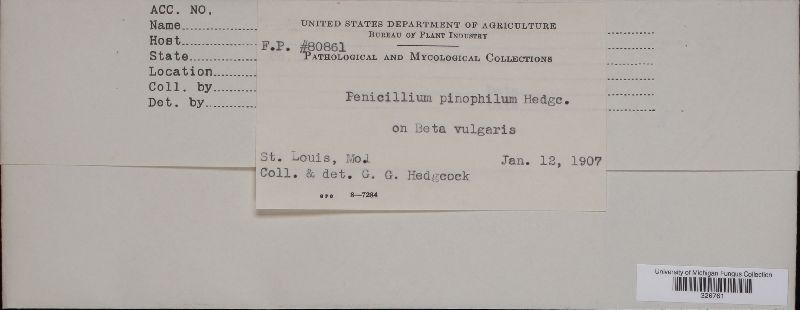 ACC. NO.
Name
Host
State
Location
Coll. by
Det. by
UNITED STATES DEPARTMENT OF AGRICULTURE
BUREAU OF PLANT INDUSTRY
F.P. #80861
PATHOLOGICAL AND MYCOLOGICAL COLLECTIONS
Penicillium pinophilum Hedgc.
on Beta vulgaris
St. Louis, Mo. Jan. 12, 1907
Coll. & det. G. G. Hedgcock
GPO 8—7284
University of Michigan Fungus Collection
326761